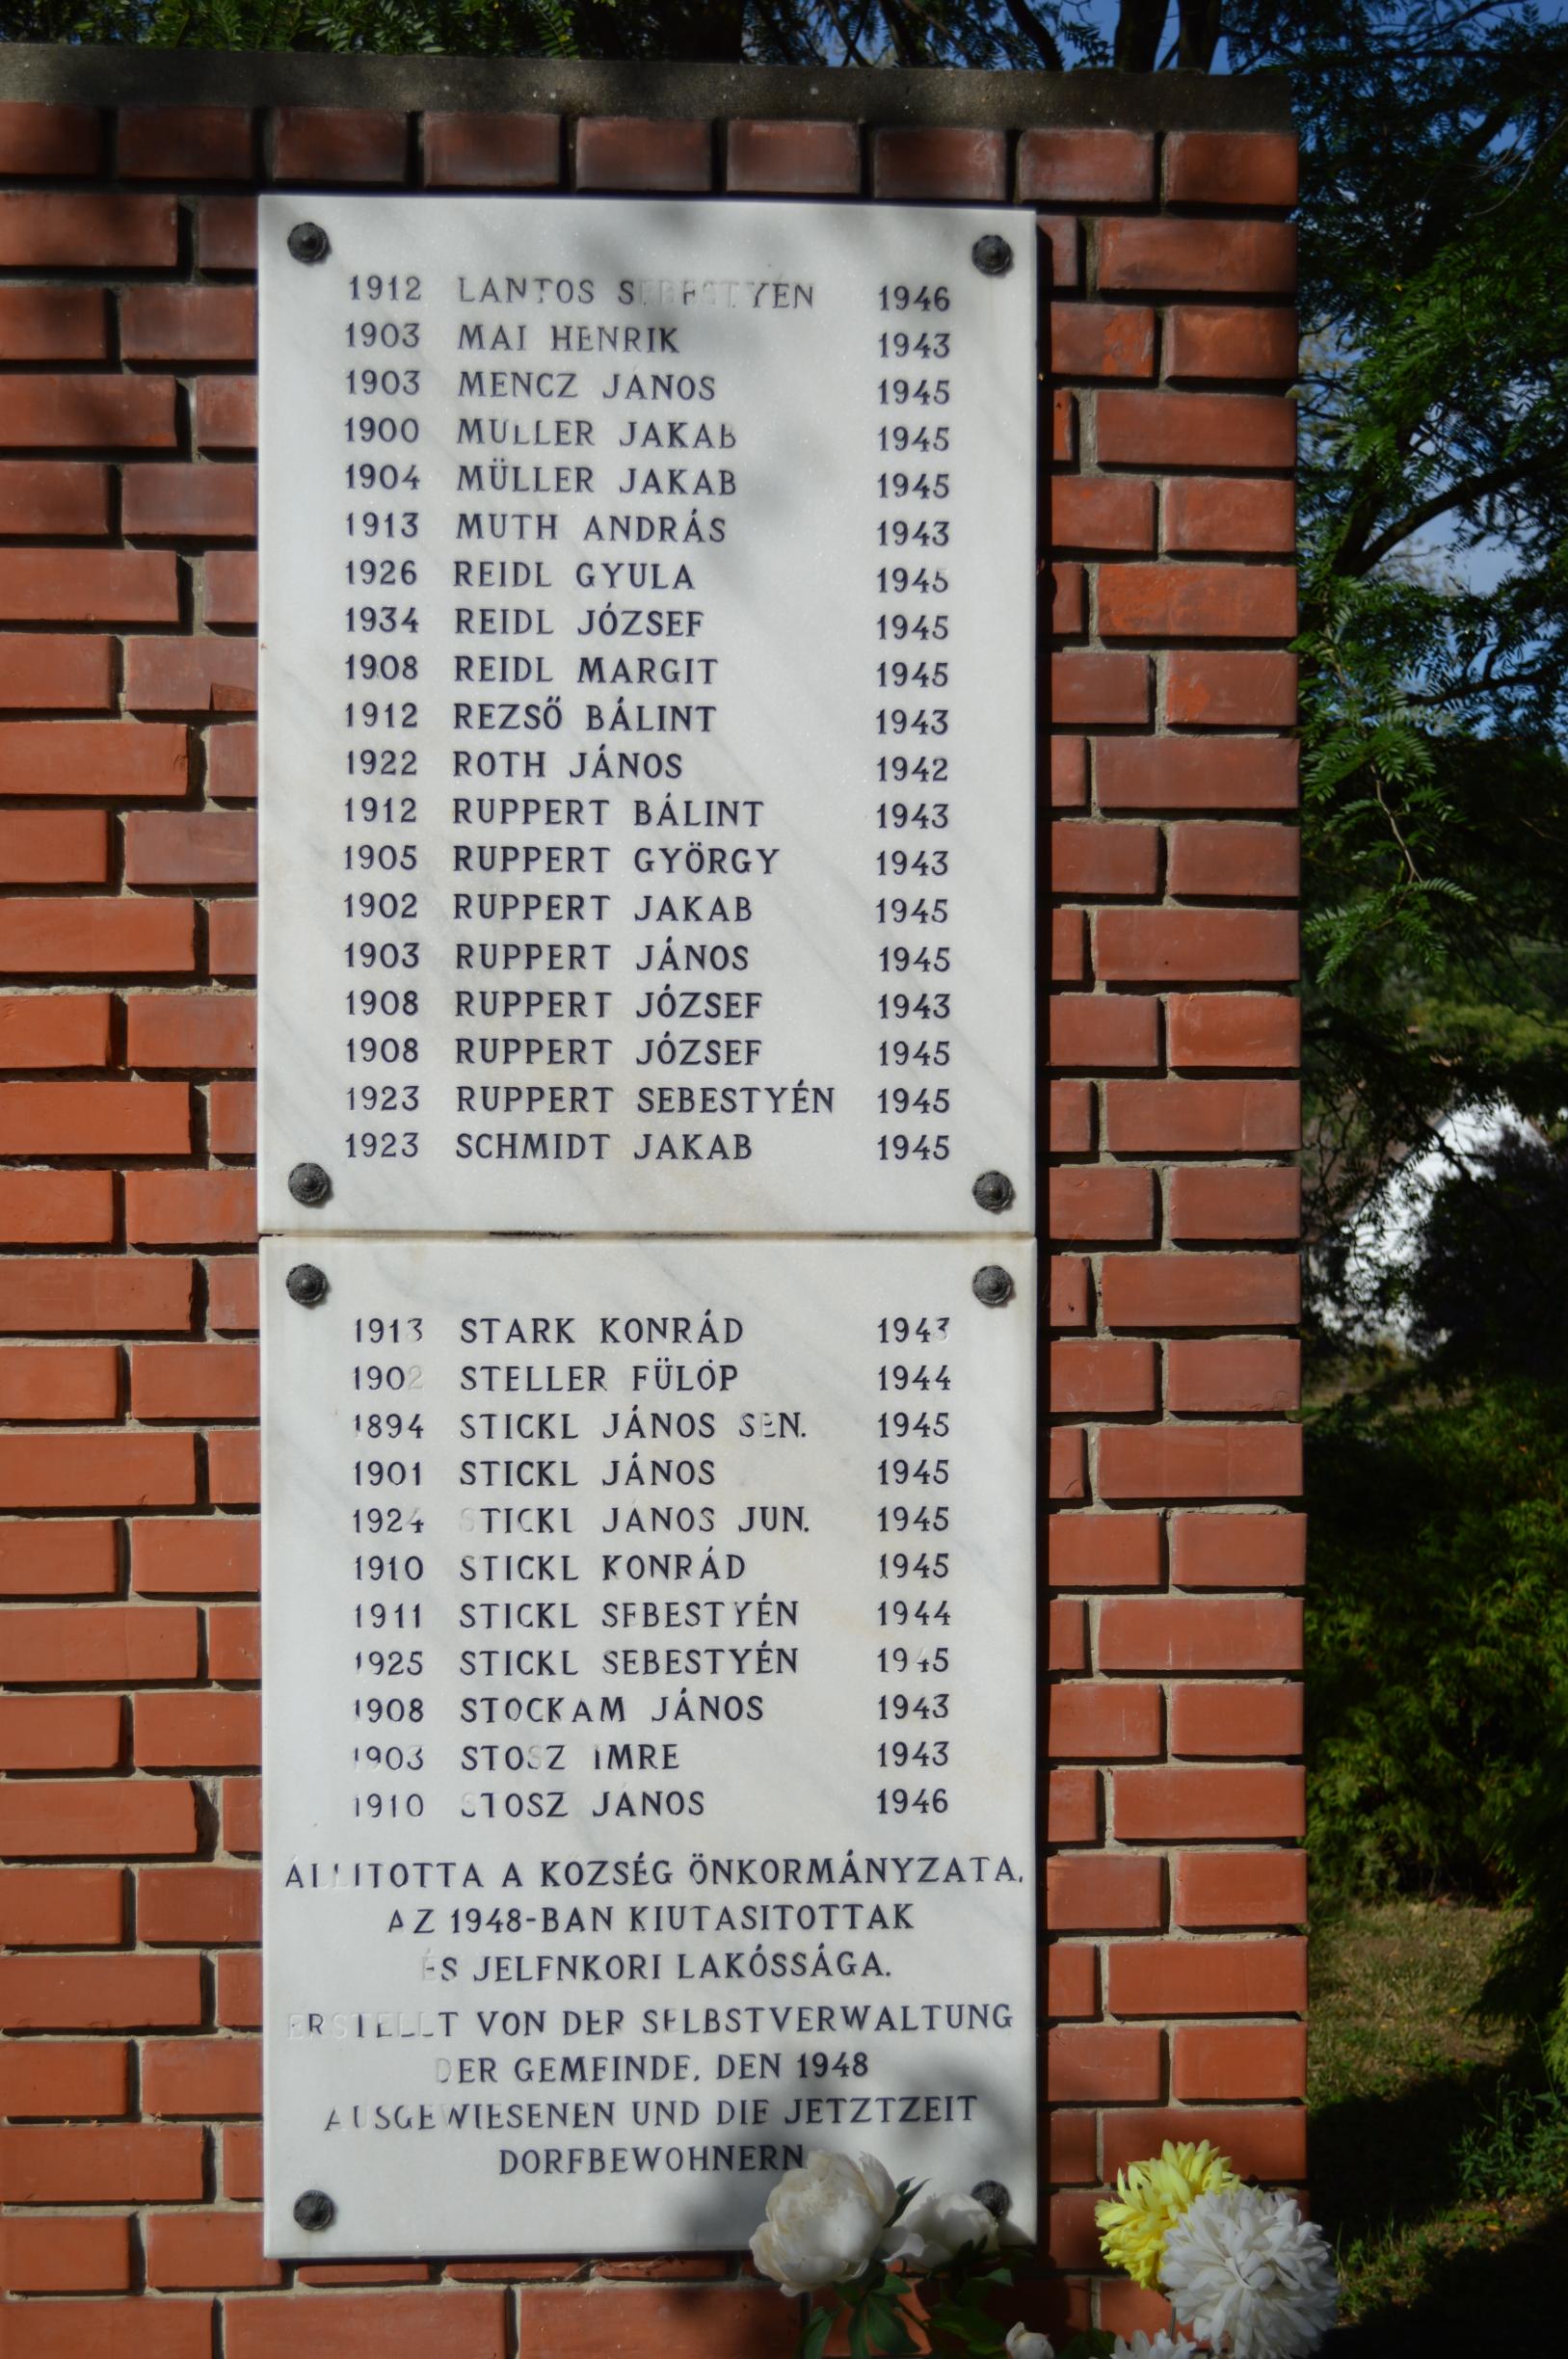 1912 LANTOS SEBESTYÉN 1946
1903 MAI HENRIK 1943
1903 MENCZ JÁNOS 1945
1900 MÜLLER JAKAB 1945
1904 MÜLLER JAKAB 1945
1913 MUTH ANDRÁS 1943
1926 REIDL GYULA 1945
1934 REIDL JÓZSEF 1945
1908 REIDL MARGIT 1945
1912 REZSŐ BÁLINT 1943
1922 ROTH JÁNOS 1942
1912 RUPPERT BÁLINT 1943
1905 RUPPERT GYÖRGY 1943
1902 RUPPERT JAKAB 1945
1903 RUPPERT JÁNOS 1945
1908 RUPPERT JÓZSEF 1943
1908 RUPPERT JÓZSEF 1945
1923 RUPPERT SEBESTYÉN 1945
1923 SCHMIDT JAKAB 1945
1913 STARK KONRÁD 1943
1902 STELLER FÜLÖP 1944
1894 STICKL JÁNOS SEN. 1945
1901 STICKL JÁNOS 1945
1924 STICKL JÁNOS JUN. 1945
1910 STICKL KONRÁD 1945
1911 STICKL SEBESTYÉN 1944
1925 STICKL SEBESTYÉN 1945
1908 STOCKAM JÁNOS 1943
1903 STOSZ IMRE 1943
1910 STOSZ JÁNOS 1946
ÁLLITOTTA A KÖZSÉG ÖNKORMÁNYZATA,
AZ 1948-BAN KIUTASITOTTAK
ÉS JELENKORI LAKÓSSÁGA.
ERSTELLT VON DER SELBSTVERWALTUNG
DER GEMEINDE, DEN 1948
AUSGEWIESENEN UND DIE JETZTZEIT
DORFBEWOHNERN